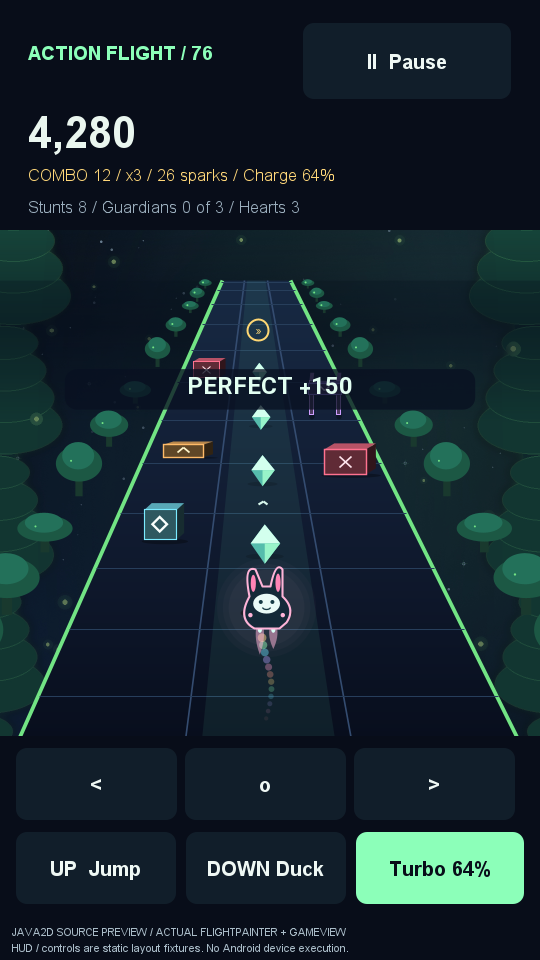 ACTION FLIGHT / 76
II Pause
4,280
COMBO 12 / x3 / 26 sparks / Charge 64%
Stunts 8 / Guardians 0 of 3 / Hearts 3
PERFECT +150
< o >
UP Jump DOWN Duck Turbo 64%
JAVA2D SOURCE PREVIEW / ACTUAL FLIGHTPAINTER + GAMEVIEW
HUD / controls are static layout fixtures. No Android device execution.